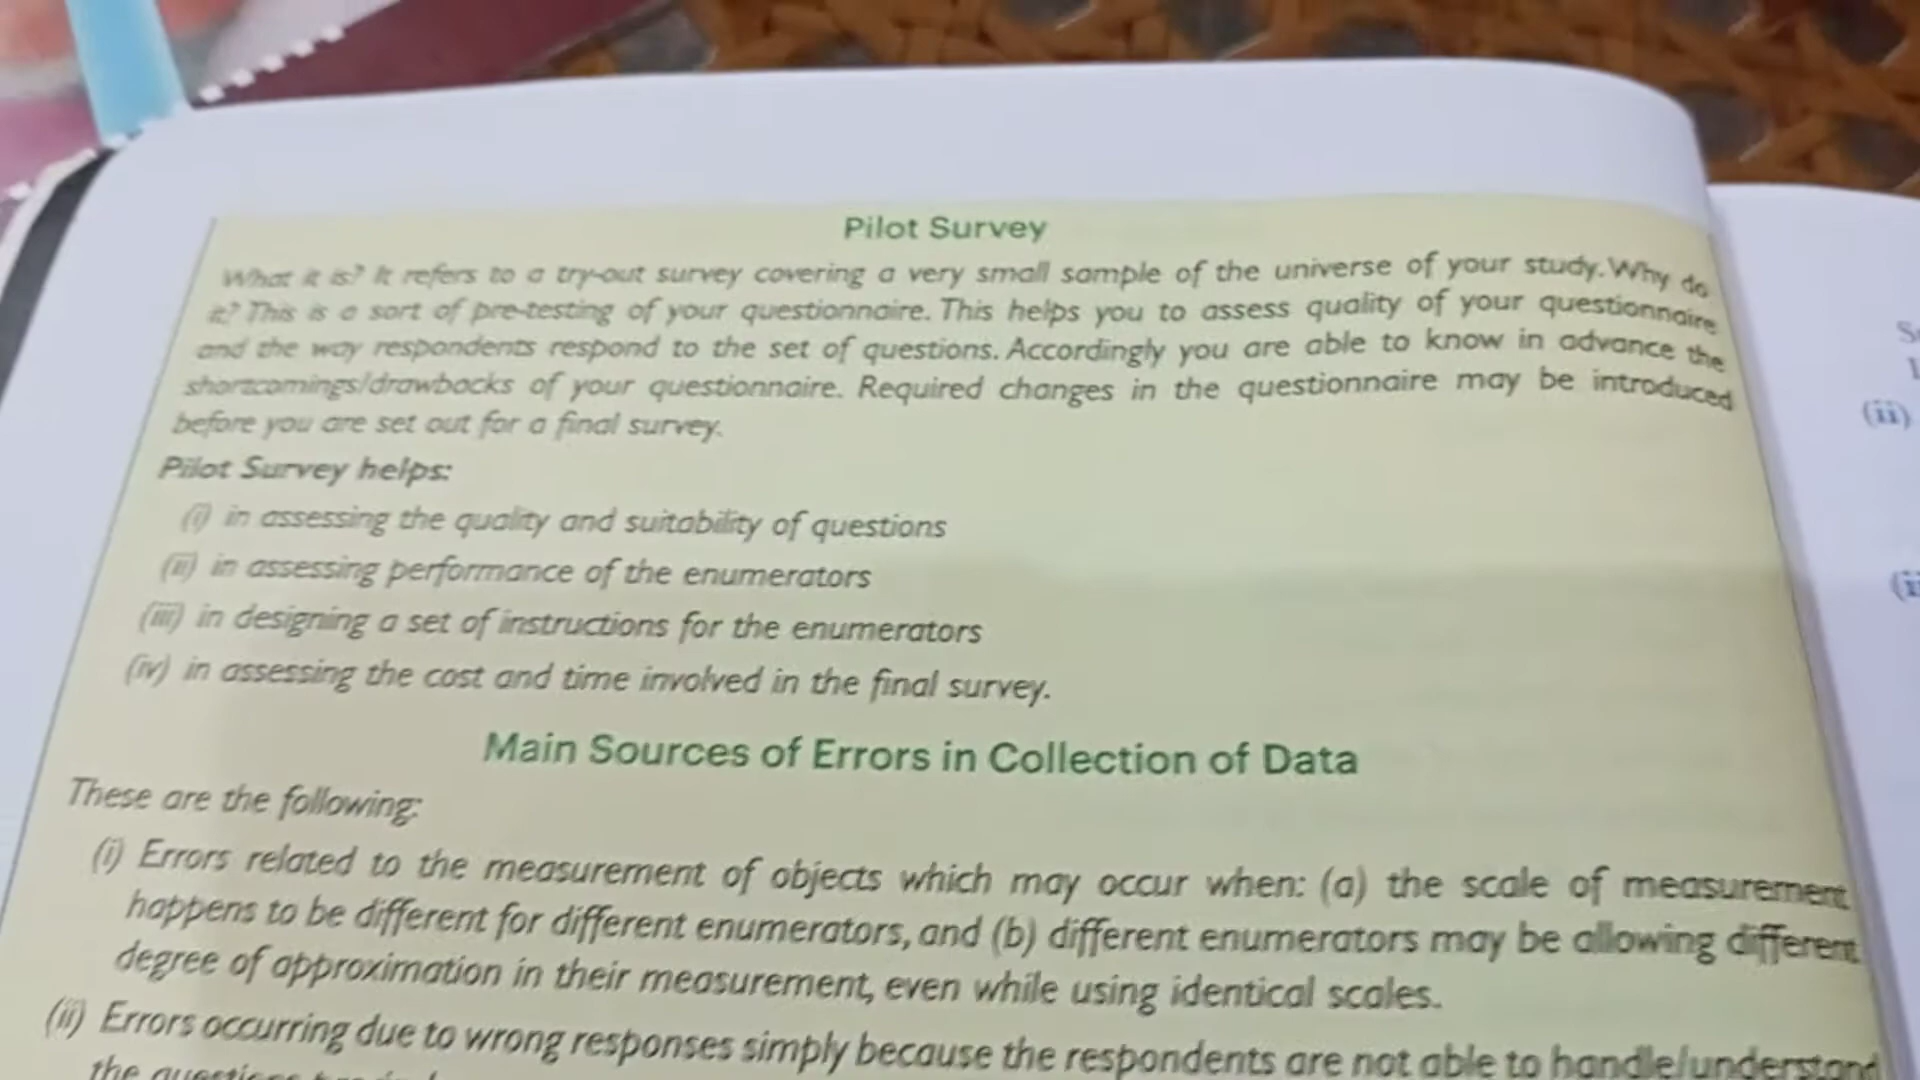 Pilot Survey
What it is? It refers to a try-out survey covering a very small sample of the universe of your study. Why do
it? This is a sort of pre-testing of your questionnaire. This helps you to assess quality of your questionnaire
and the way respondents respond to the set of questions. Accordingly you are able to know in advance the
shortcomings/drawbacks of your questionnaire. Required changes in the questionnaire may be introduced
before you are set out for a final survey.
Pilot Survey helps:
(i) in assessing the quality and suitability of questions
(ii) in assessing performance of the enumerators
(iii) in designing a set of instructions for the enumerators
(iv) in assessing the cost and time involved in the final survey.
Main Sources of Errors in Collection of Data
These are the following:
(i) Errors related to the measurement of objects which may occur when: (a) the scale of measurement
happens to be different for different enumerators, and (b) different enumerators may be allowing different
degree of approximation in their measurement, even while using identical scales.
(ii) Errors occurring due to wrong responses simply because the respondents are not able to handle/understand
the questions
(ii)